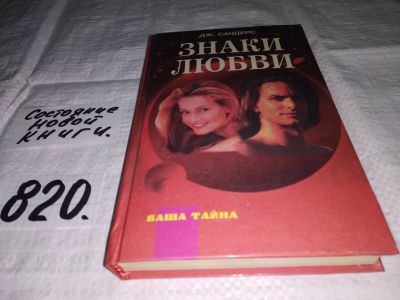 Состояние
новой
книги.
820.
ДЖ. САНДЕРС
ЗНАКИ
ЛЮБВИ
ВАША ТАЙНА